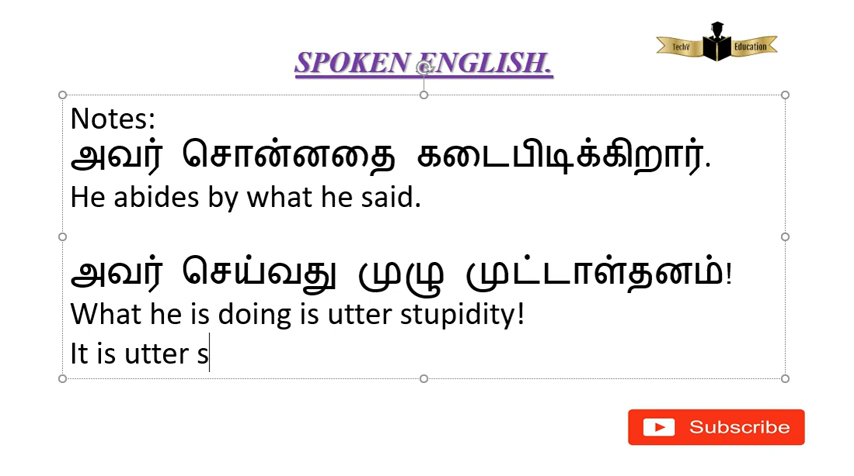 SPOKEN ENGLISH.
TechV Education
Notes:
அவர் சொன்னதை கடைபிடிக்கிறார்.
He abides by what he said.
அவர் செய்வது முழு முட்டாள்தனம்!
What he is doing is utter stupidity!
It is utter s
Subscribe